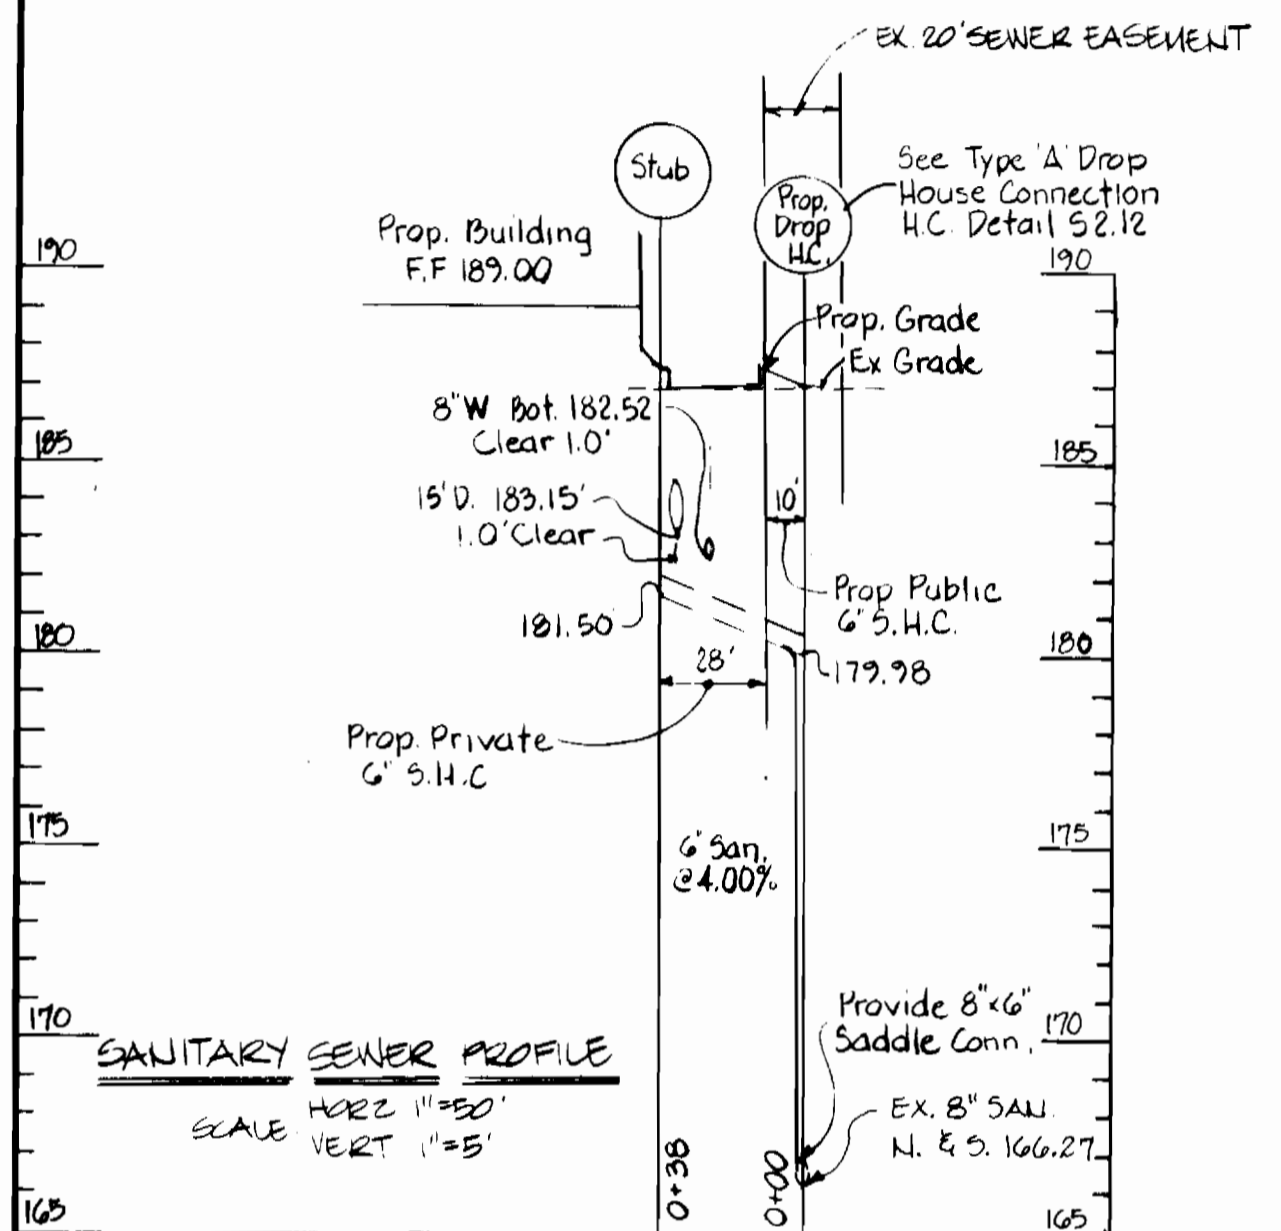 EX. 20' SEWER EASEMENT
Stub
Prop.
Drop
H.C.
See Type 'A' Drop
House Connection
H.C. Detail S2.12
Prop. Building
F.F 189.00
190
190
Prop. Grade
Ex Grade
8" W Bot. 182.52
Clear 1.0'
185
185
15" D. 183.15'
1.0' Clear
10'
Prop Public
6" S.H.C.
181.50
180
180
28'
179.98
Prop. Private
6" S.H.C
175
175
6" San.
@ 4.00%
Provide 8"x6"
Saddle Conn.
170
170
SANITARY SEWER PROFILE
SCALE
HORZ 1"=50'
VERT 1"=5'
EX. 8" SAN.
N. & S. 166.27
0+38
0+00
165
165